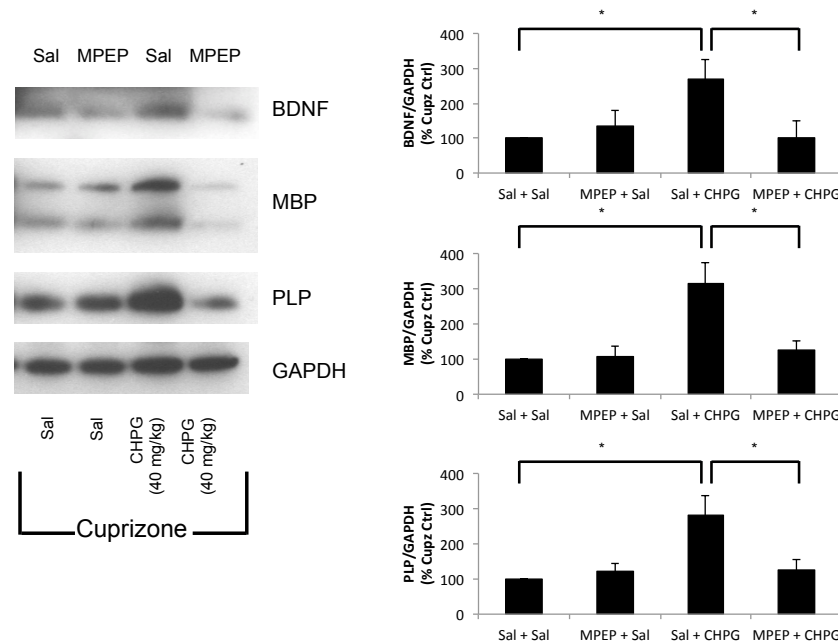 Sal MPEP Sal MPEP
BDNF
MBP
PLP
GAPDH
Sal
Sal
CHPG
(40 mg/kg)
CHPG
(40 mg/kg)
Cuprizone
BDNF/GAPDH
(% Cupz Ctrl)
400
300
200
100
0
* *
Sal + Sal MPEP + Sal Sal + CHPG MPEP + CHPG
MBP/GAPDH
(% Cupz Ctrl)
400
300
200
100
0
* *
Sal + Sal MPEP + Sal Sal + CHPG MPEP + CHPG
PLP/GAPDH
(% Cupz Ctrl)
400
300
200
100
0
* *
Sal + Sal MPEP + Sal Sal + CHPG MPEP + CHPG